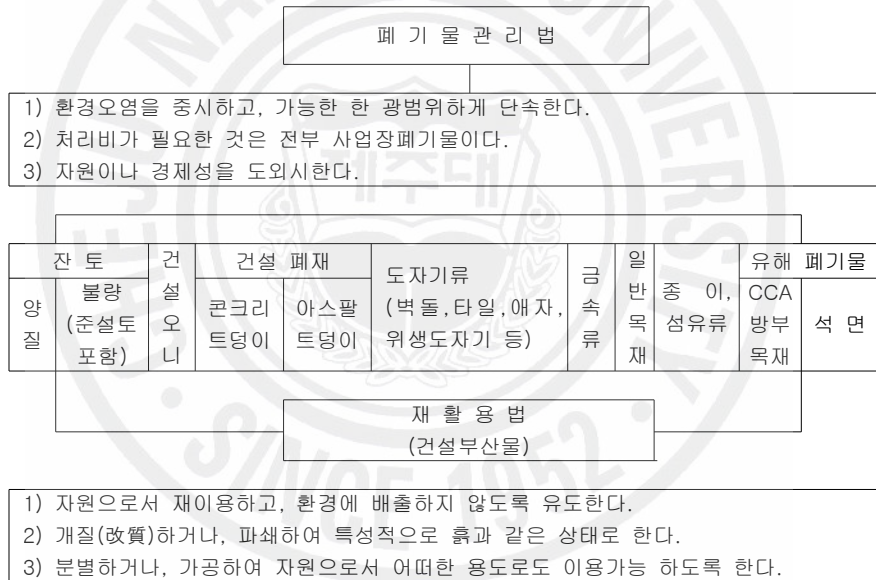 폐 기 물 관 리 법
1) 환경오염을 중시하고, 가능한 한 광범위하게 단속한다.
2) 처리비가 필요한 것은 전부 사업장폐기물이다.
3) 자원이나 경제성을 도외시한다.
잔 토
양
질
불량
(준설토
포함)
건
설
오
니
건설 폐재
콘크리
트덩이
아스팔
트덩이
도자기류
(벽돌,타일,애자,
위생도자기 등)
금
속
류
일
반
목
재
종 이,
섬유류
유해 폐기물
CCA
방부
목재
석 면
재 활 용 법
(건설부산물)
1) 자원으로서 재이용하고, 환경에 배출하지 않도록 유도한다.
2) 개질(改質)하거나, 파쇄하여 특성적으로 흙과 같은 상태로 한다.
3) 분별하거나, 가공하여 자원으로서 어떠한 용도로도 이용가능 하도록 한다.
제주대
JEJU NATIONAL UNIVERSITY
SINCE 1952